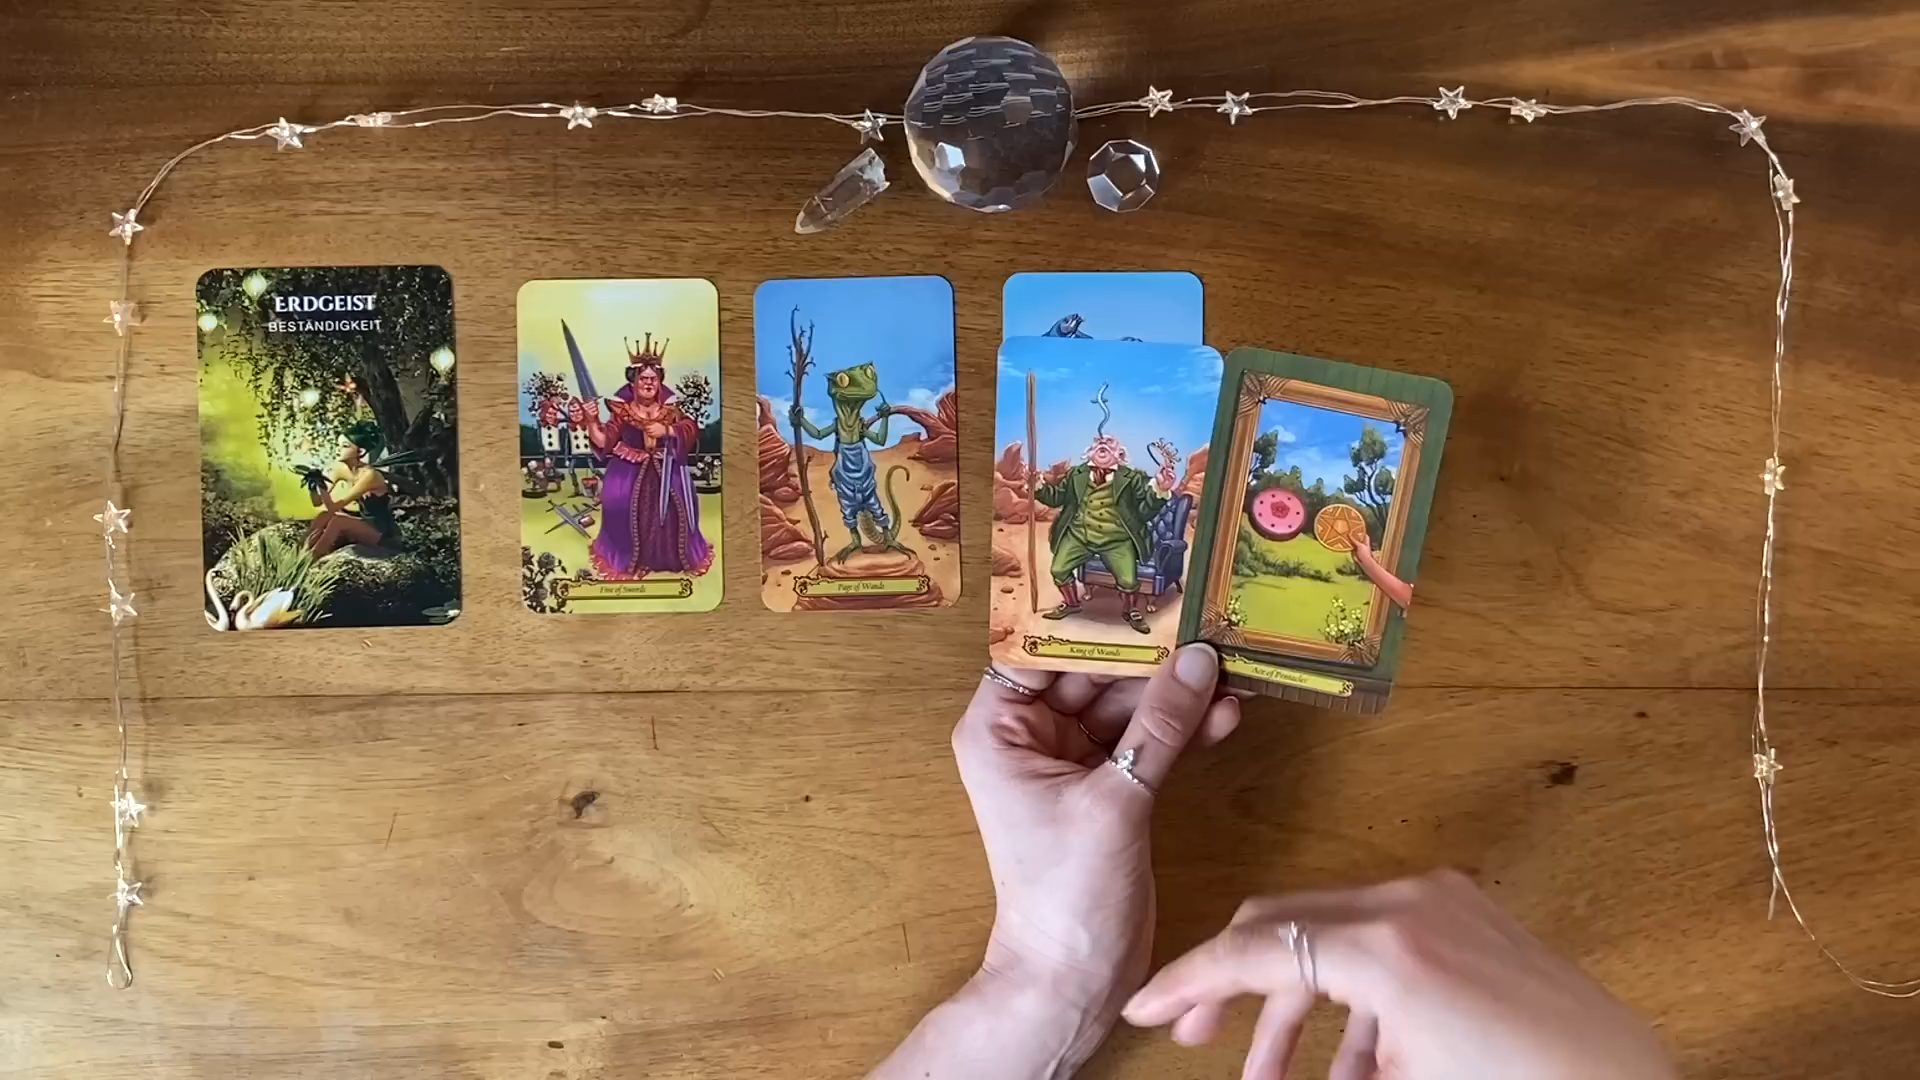 ERDGEIST
BESTÄNDIGKEIT
Five of Swords
Page of Wands
King of Wands
Ace of Pentacles